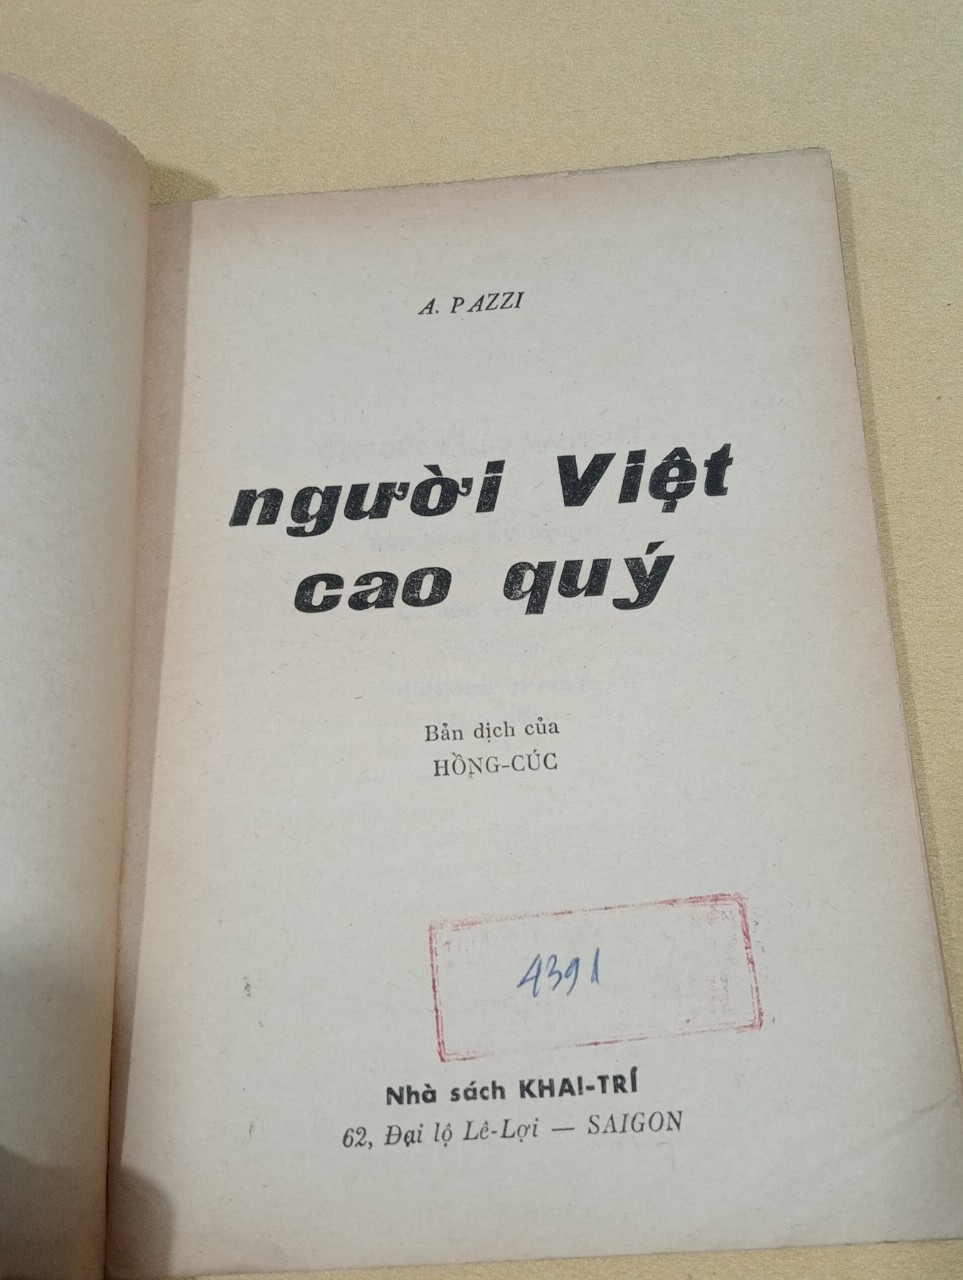 A. PAZZI
người Việt
cao quý
Bản dịch của
HỒNG-CÚC
4391
Nhà sách KHAI-TRÍ
62, Đại lộ Lê-Lợi — SAIGON